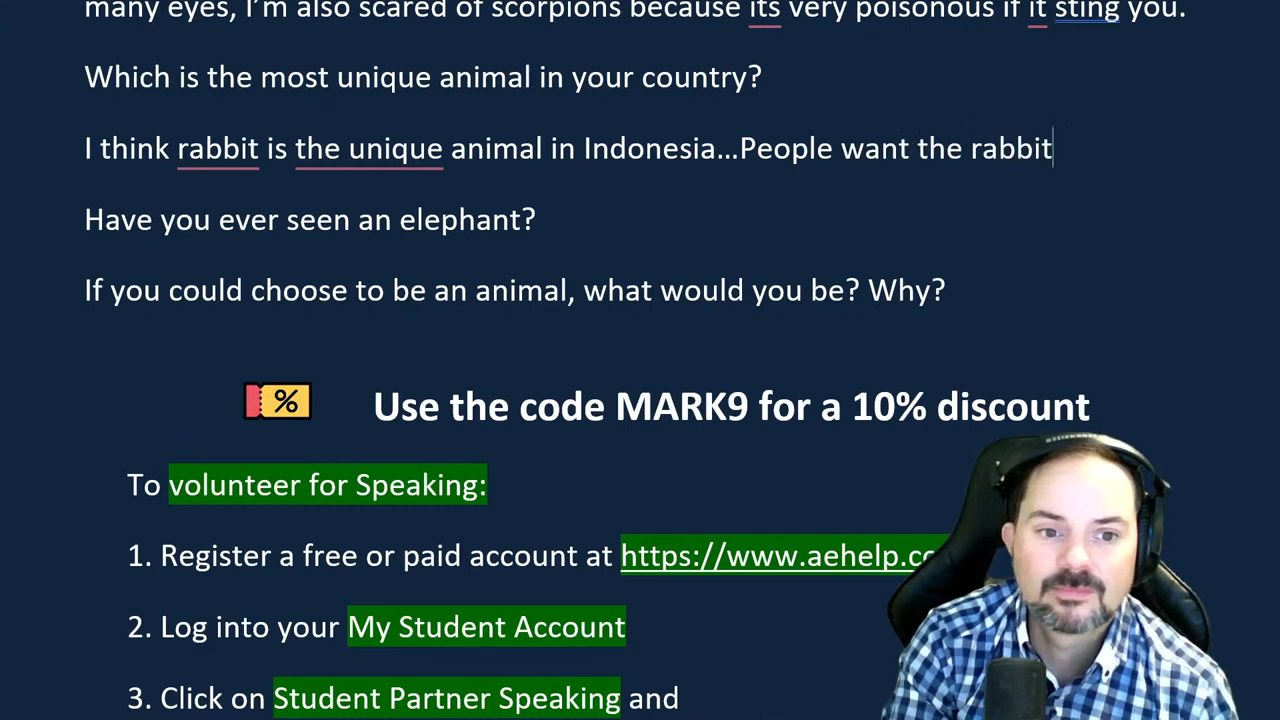 many eyes, I'm also scared of scorpions because its very poisonous if it sting you.
Which is the most unique animal in your country?
I think rabbit is the unique animal in Indonesia...People want the rabbit
Have you ever seen an elephant?
If you could choose to be an animal, what would you be? Why?
% Use the code MARK9 for a 10% discount
To volunteer for Speaking:
1. Register a free or paid account at https://www.aehelp.c
2. Log into your My Student Account
3. Click on Student Partner Speaking and